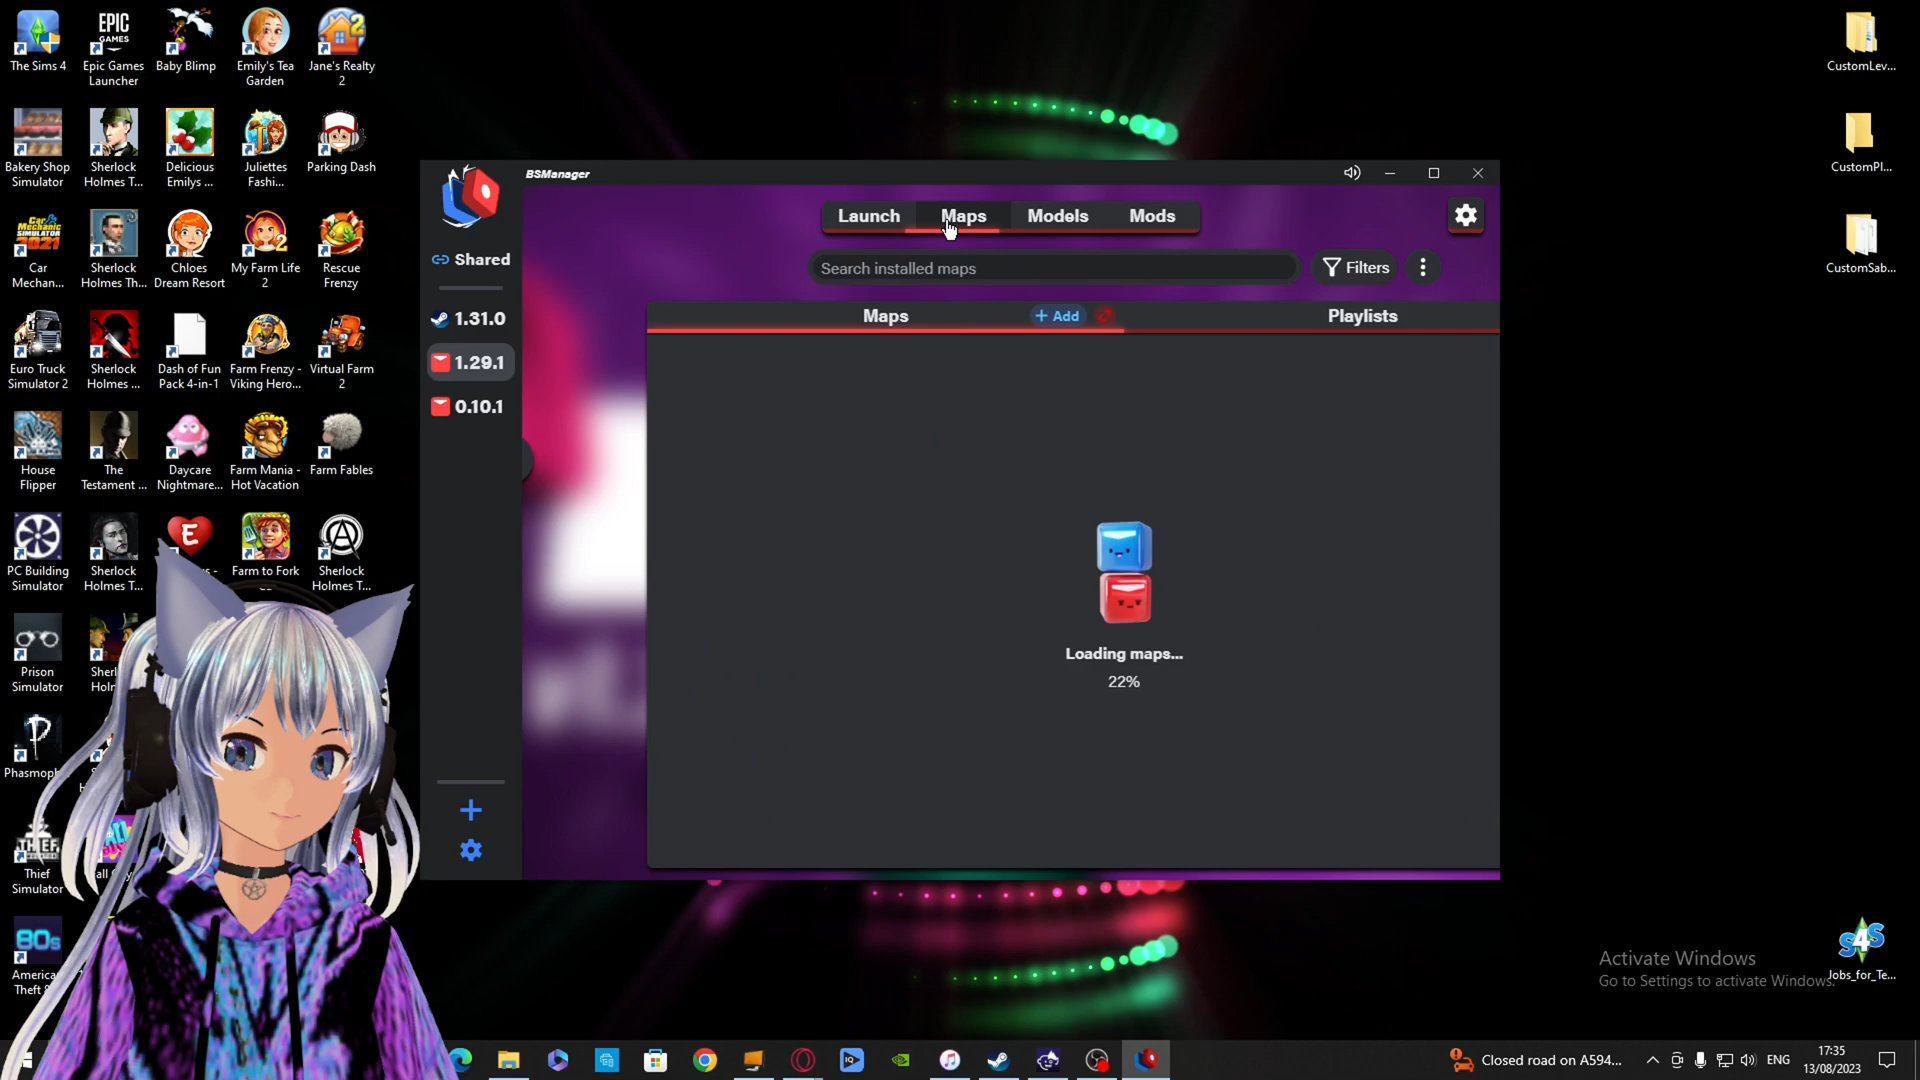 The Sims 4
EPIC
GAMES
Epic Games
Launcher
Baby Blimp
Emily's Tea
Garden
Jane's Realty
2
Bakery Shop
Simulator
Sherlock
Holmes T...
Delicious
Emilys ...
Juliettes
Fashi...
Parking Dash
Car
Mechan...
Sherlock
Holmes Th...
Chloes
Dream Resort
My Farm Life
2
Rescue
Frenzy
Euro Truck
Simulator 2
Sherlock
Holmes ...
Dash of Fun
Pack 4-in-1
Farm Frenzy -
Viking Hero...
Virtual Farm
2
House
Flipper
The
Testament ...
Daycare
Nightmare...
Farm Mania -
Hot Vacation
Farm Fables
PC Building
Simulator
Sherlock
Holmes T...
Farm to Fork
Sherlock
Holmes T...
Prison
Simulator
Phasmoph
THIEF
Thief
Simulator
80s
America
Theft 8
BSManager
Launch
Maps
Models
Mods
Shared
Search installed maps
Filters
1.31.0
1.29.1
0.10.1
Maps
+ Add
Playlists
Loading maps...
22%
CustomLev...
CustomPl...
CustomSab...
Activate Windows
Go to Settings to activate Windows.
Jobs_for_Te...
Closed road on A594...
ENG
17:35
13/08/2023